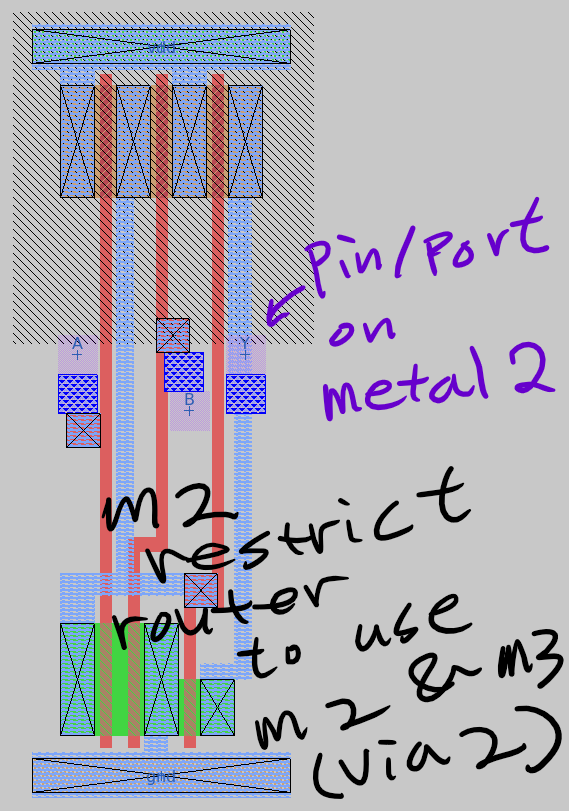 vdd
Pin/Port
on
metal 2
A
Y
B
m2
restrict
router
to use
m2 & m3
(via2)
gnd